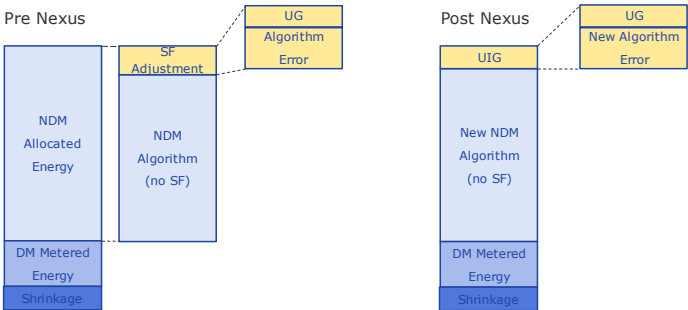 Pre Nexus
UG
Algorithm
Error
SF
Adjustment
NDM
Allocated
Energy
NDM
Algorithm
(no SF)
DM Metered
Energy
Shrinkage
Post Nexus
UG
New Algorithm
Error
UIG
New NDM
Algorithm
(no SF)
DM Metered
Energy
Shrinkage